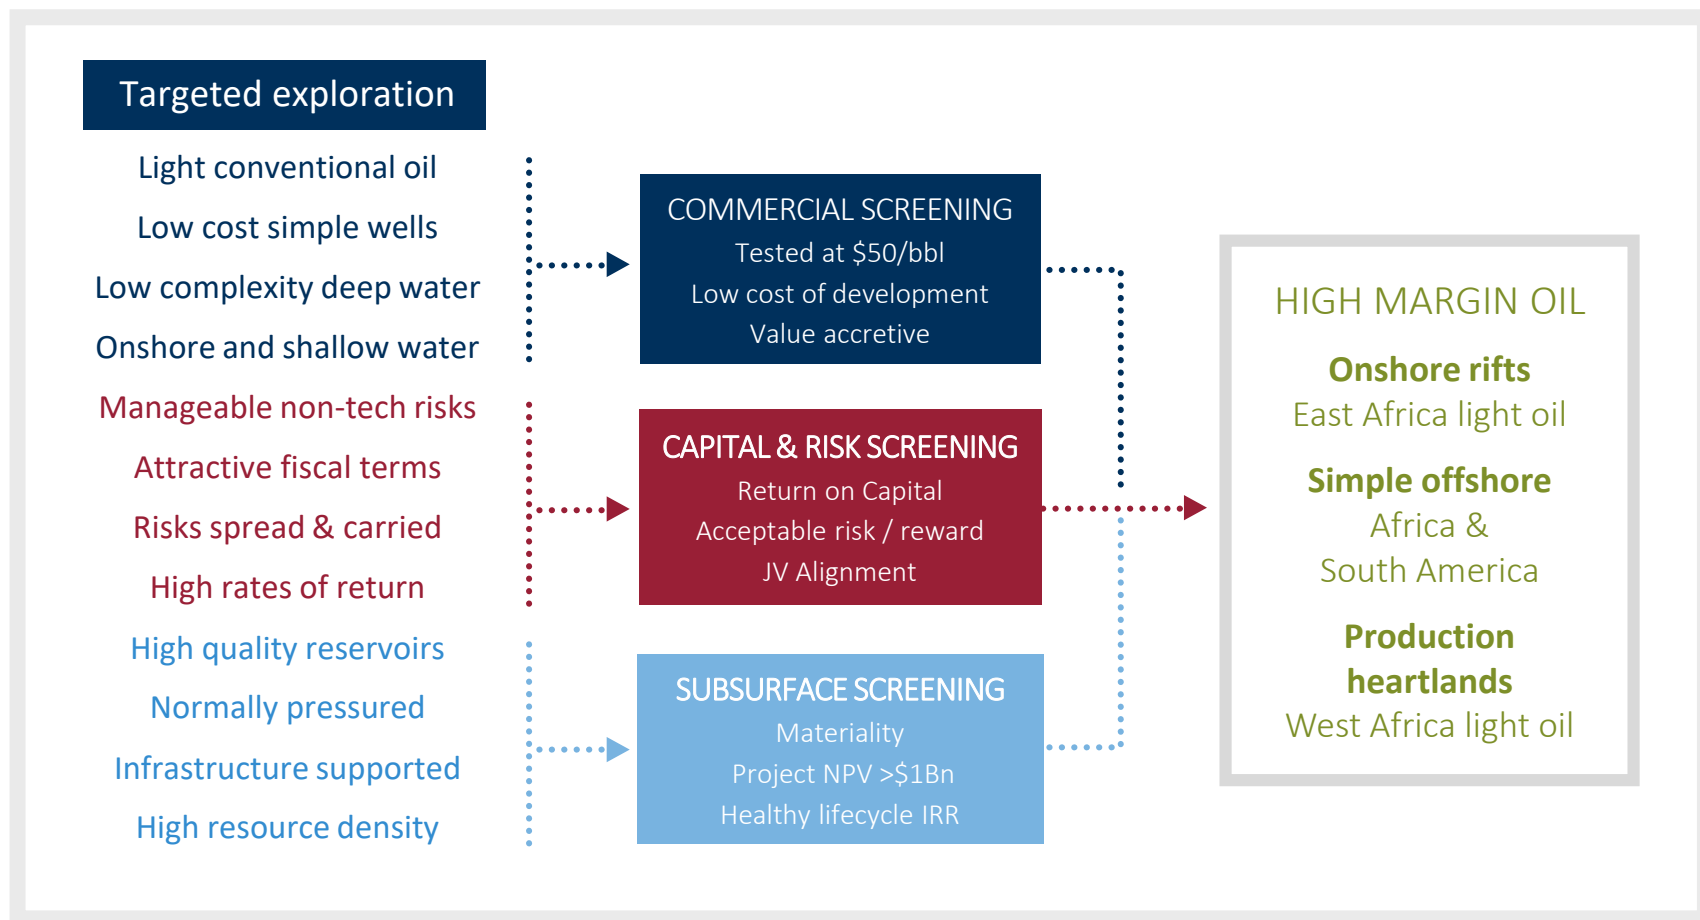 Targeted exploration
Light conventional oil
Low cost simple wells
Low complexity deep water
Onshore and shallow water
Manageable non-tech risks
Attractive fiscal terms
Risks spread & carried
High rates of return
High quality reservoirs
Normally pressured
Infrastructure supported
High resource density
COMMERCIAL SCREENING
Tested at $50/bbl
Low cost of development
Value accretive
CAPITAL & RISK SCREENING
Return on Capital
Acceptable risk / reward
JV Alignment
SUBSURFACE SCREENING
Materiality
Project NPV >$1Bn
Healthy lifecycle IRR
HIGH MARGIN OIL
Onshore rifts
East Africa light oil
Simple offshore
Africa &
South America
Production
heartlands
West Africa light oil